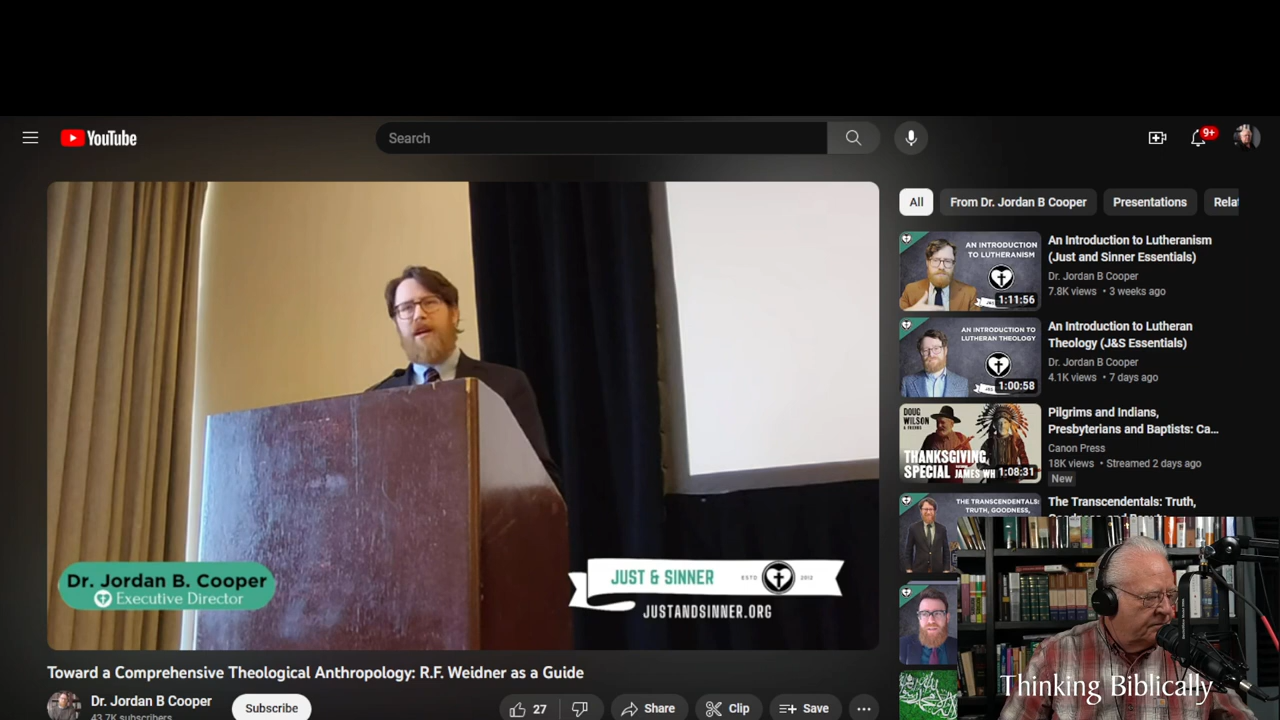 YouTube
Search
9+
All
From Dr. Jordan B Cooper
Presentations
AN INTRODUCTION
TO LUTHERANISM
1:11:56
An Introduction to Lutheranism
(Just and Sinner Essentials)
Dr. Jordan B Cooper
7.8K views • 3 weeks ago
AN INTRODUCTION TO
LUTHERAN THEOLOGY
1:00:58
An Introduction to Lutheran
Theology (J&S Essentials)
Dr. Jordan B Cooper
4.1K views • 7 days ago
DOUG
WILSON
& FRIENDS
THANKSGIVING
SPECIAL
JAMES WH
1:08:31
Pilgrims and Indians,
Presbyterians and Baptists: Ca...
Canon Press
18K views • Streamed 2 days ago
New
THE TRANSCENDENTALS:
TRUTH, GOODNESS,
The Transcendentals: Truth,
Dr. Jordan B. Cooper
Executive Director
JUST & SINNER
ESTD
2012
JUSTANDSINNER.ORG
Toward a Comprehensive Theological Anthropology: R.F. Weidner as a Guide
Dr. Jordan B Cooper
43.7K subscribers
Subscribe
27
Share
Clip
Save
Thinking Biblically